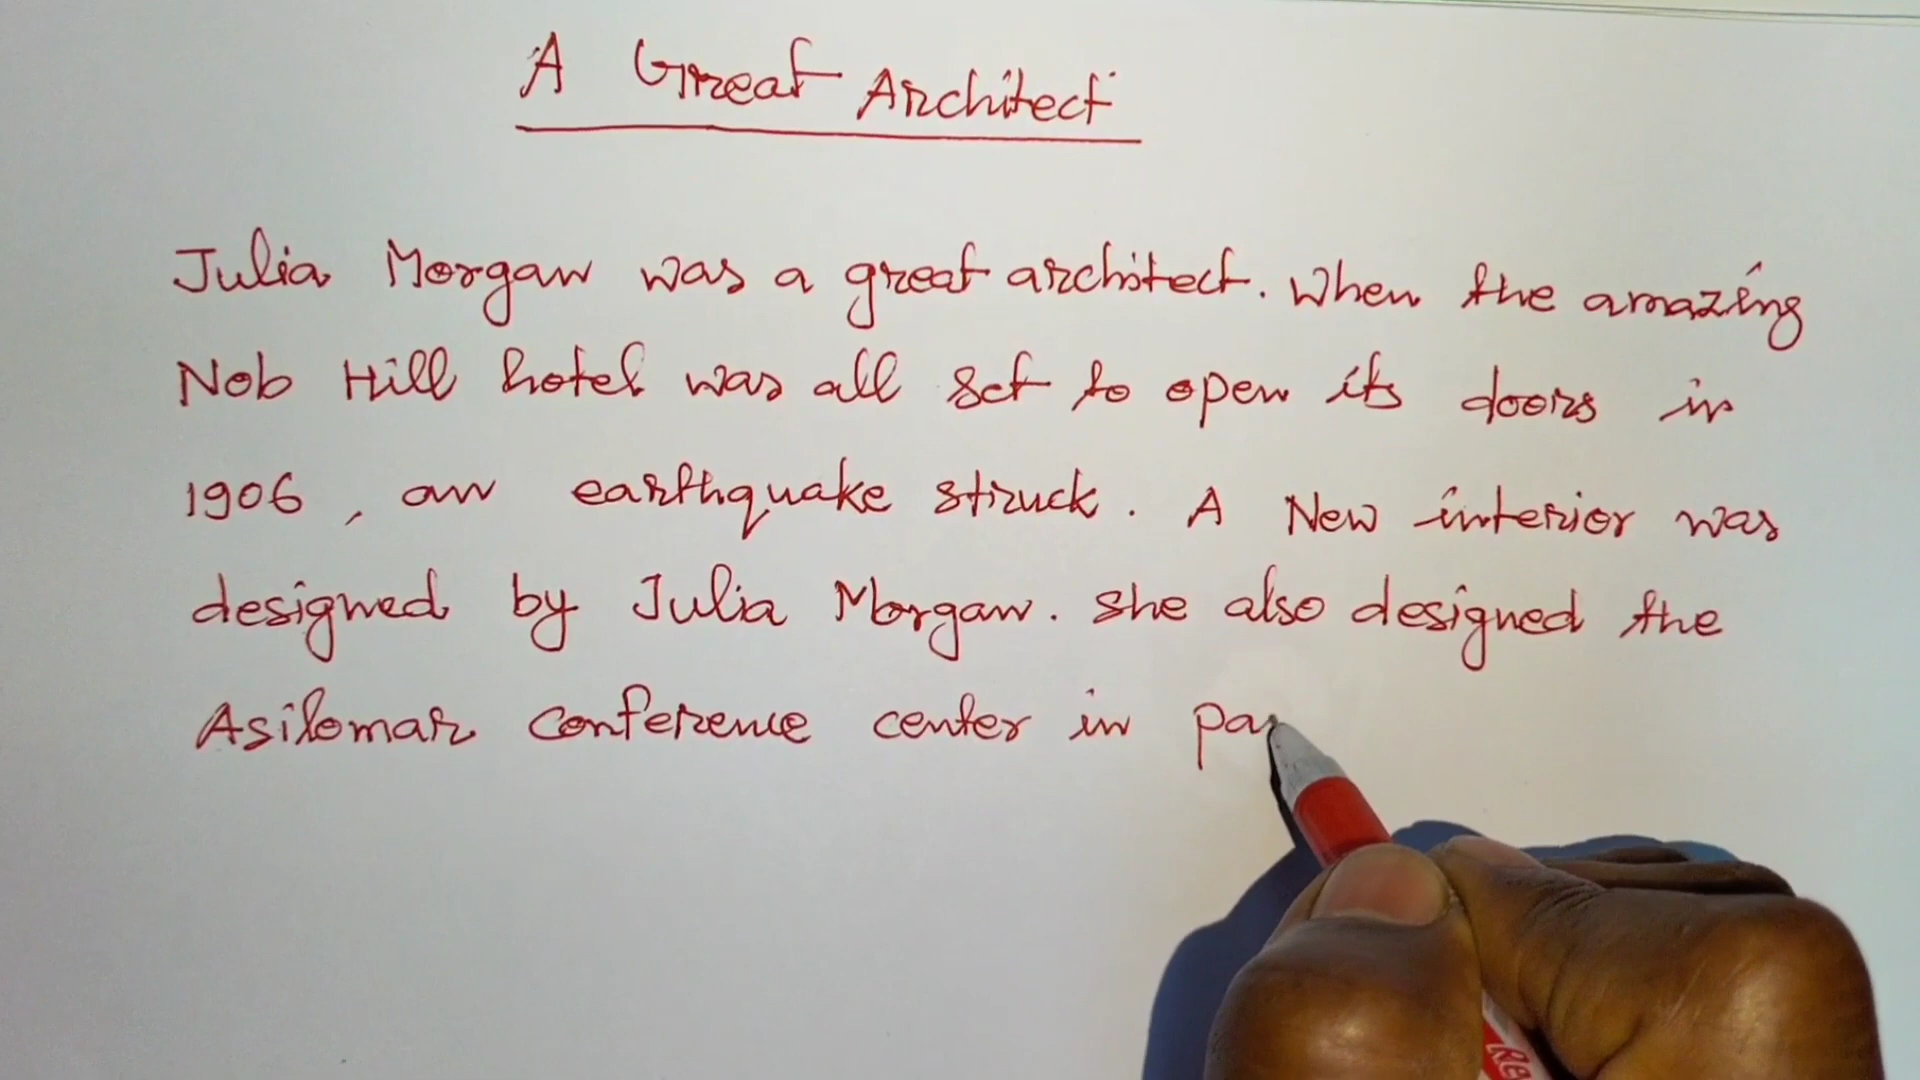 A Great Architect
Julia Morgan was a great architect. When the amazing
Nob Hill hotel was all set to open its doors in
1906, an earthquake struck. A New interior was
designed by Julia Morgan. She also designed the
Asilomar Conference center in pa
Re